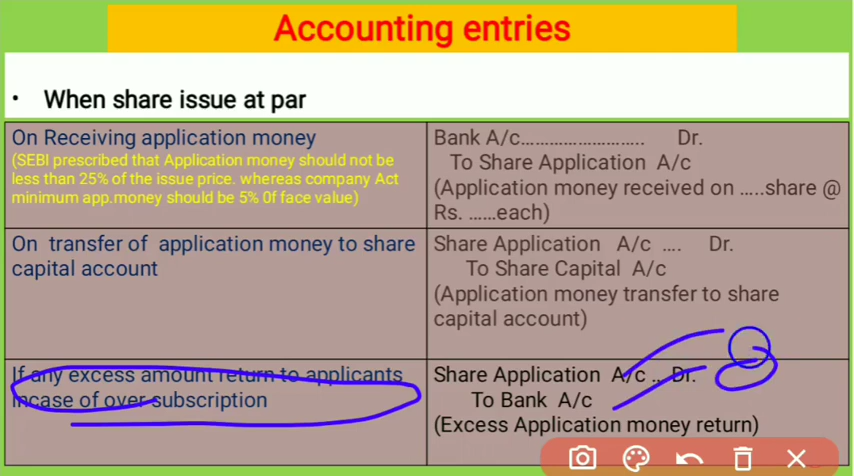 Accounting entries
• When share issue at par
On Receiving application money
(SEBI prescribed that Application money should not be
less than 25% of the issue price. whereas company Act
minimum app.money should be 5% 0f face value)
Bank A/c........................... Dr.
To Share Application A/c
(Application money received on .....share @
Rs. ......each)
On transfer of application money to share
capital account
Share Application A/c .... Dr.
To Share Capital A/c
(Application money transfer to share
capital account)
If any excess amount return to applicants
incase of over subscription
Share Application A/c ... Dr.
To Bank A/c
(Excess Application money return)